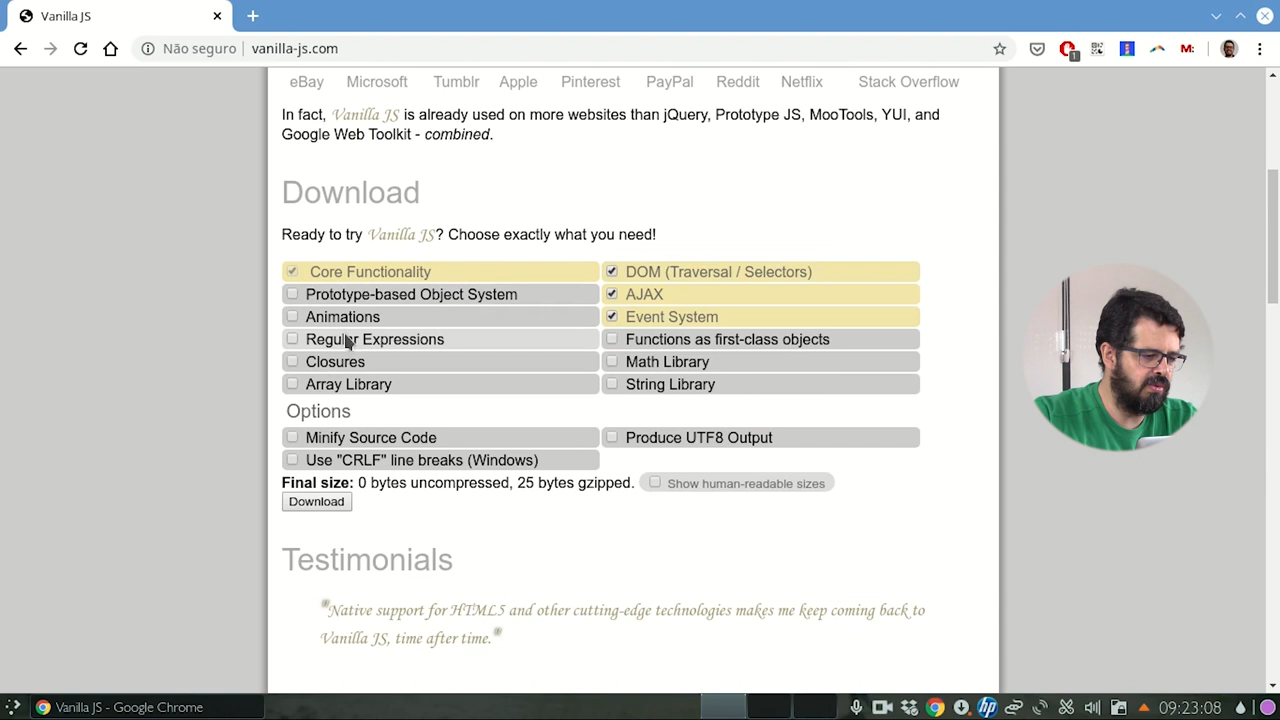 Vanilla JS
Não seguro vanilla-js.com
1
M:
eBay Microsoft Tumblr Apple Pinterest PayPal Reddit Netflix Stack Overflow
In fact, Vanilla JS is already used on more websites than jQuery, Prototype JS, MooTools, YUI, and
Google Web Toolkit - combined.
Download
Ready to try Vanilla JS? Choose exactly what you need!
Core Functionality DOM (Traversal / Selectors)
Prototype-based Object System AJAX
Animations Event System
Regular Expressions Functions as first-class objects
Closures Math Library
Array Library String Library
Options
Minify Source Code Produce UTF8 Output
Use "CRLF" line breaks (Windows)
Final size: 0 bytes uncompressed, 25 bytes gzipped. Show human-readable sizes
Download
Testimonials
"Native support for HTML5 and other cutting-edge technologies makes me keep coming back to
Vanilla JS, time after time."
Vanilla JS - Google Chrome hp 09:23:08